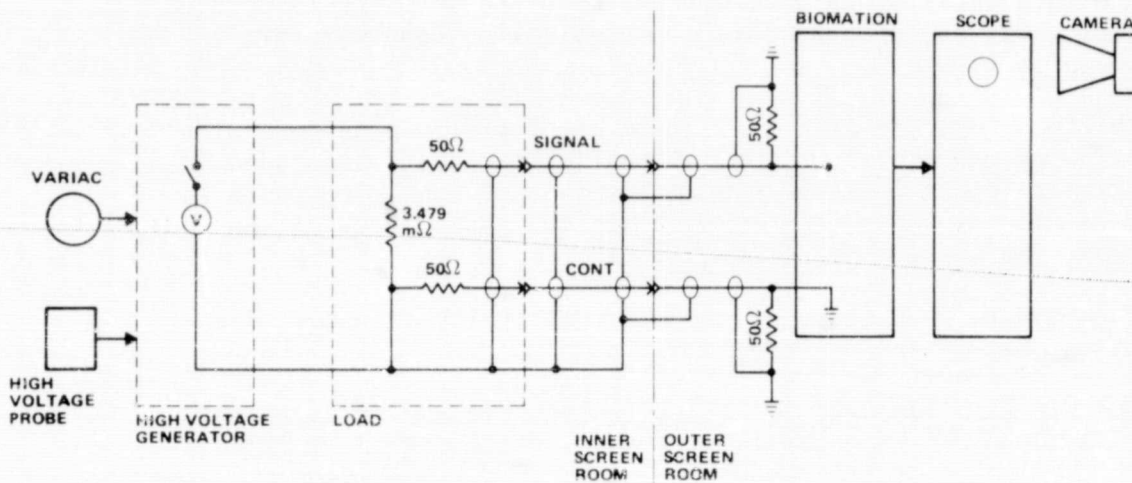 BIOMATION
SCOPE
CAMERA
50Ω
SIGNAL
50Ω
VARIAC
V
3.479
mΩ
50Ω
CONT
50Ω
HIGH
VOLTAGE
PROBE
HIGH VOLTAGE
GENERATOR
LOAD
INNER
SCREEN
ROOM
OUTER
SCREEN
ROOM